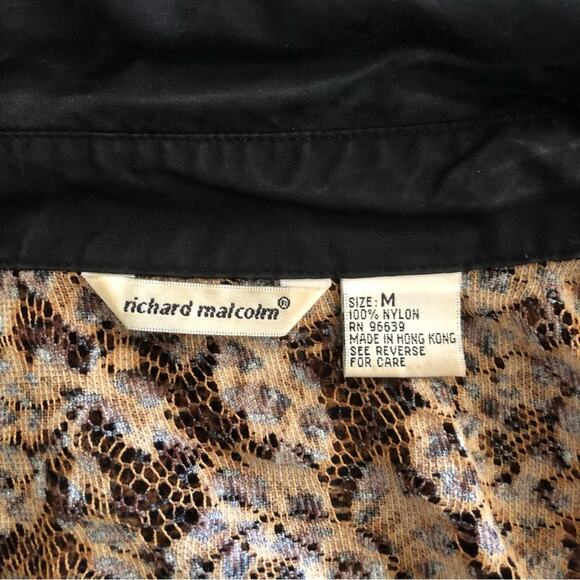 richard malcolm®
SIZE: M
100% NYLON
RN 96639
MADE IN HONG KONG
SEE REVERSE
FOR CARE